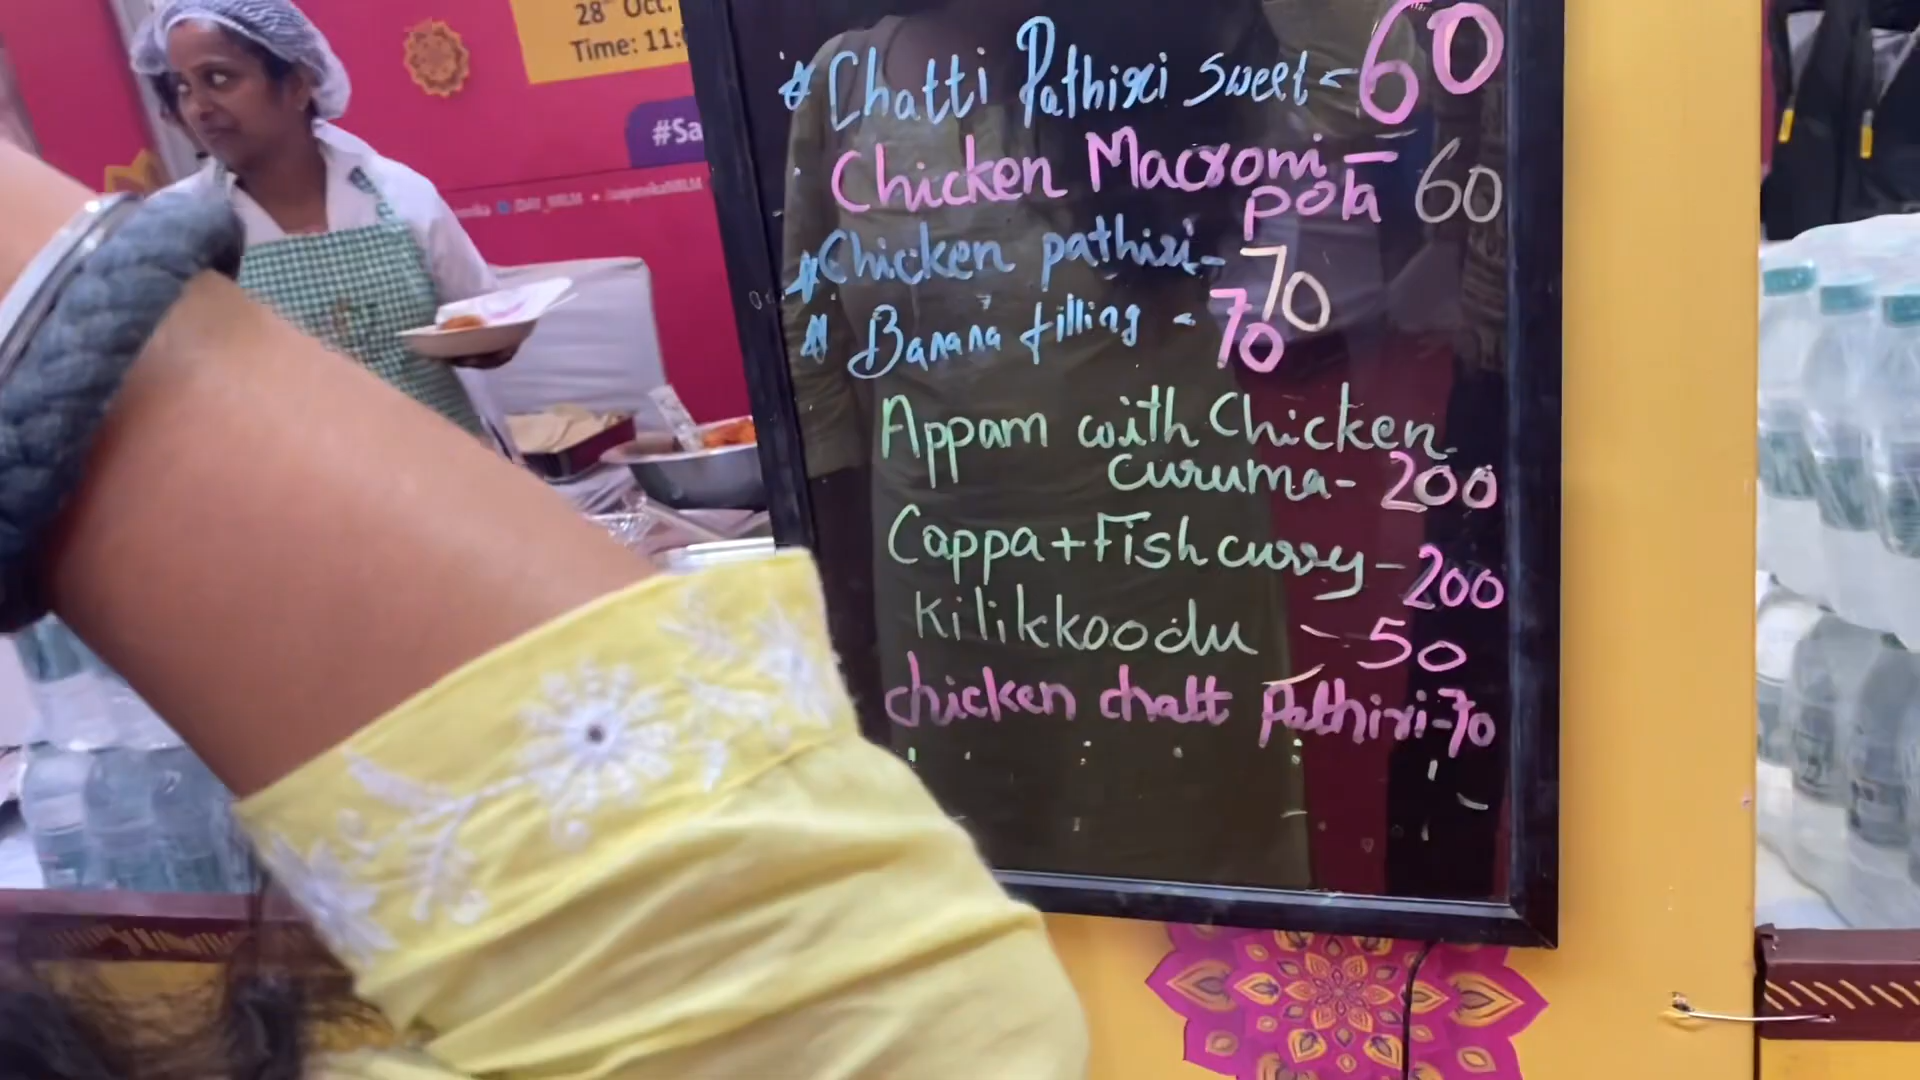 28 Oct.
Time: 11:
#Sa
Chatti Pathiri Sweet - 60
Chicken Macroni - 60
pola
Chicken pathiri - 70
Banana filling - 70
Appam with Chicken
curuma - 200
Cappa + Fish curry - 200
Kilikkoodu - 50
chicken chatt Pathiri - 70